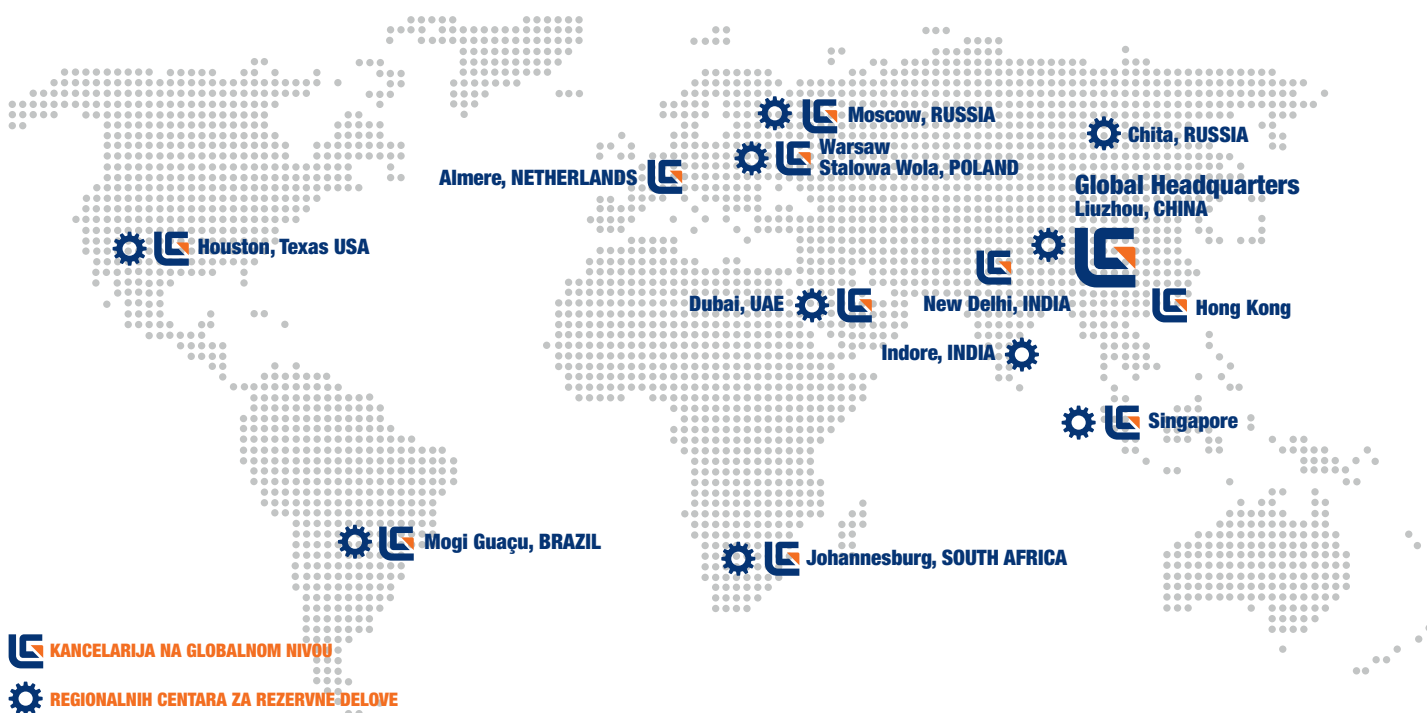 Moscow, RUSSIA
Chita, RUSSIA
Warsaw
Stalowa Wola, POLAND
Almere, NETHERLANDS
Global Headquarters
Liuzhou, CHINA
Houston, Texas USA
Dubai, UAE
New Delhi, INDIA
Hong Kong
Indore, INDIA
Singapore
Mogi Guaçu, BRAZIL
Johannesburg, SOUTH AFRICA
KANCELARIJA NA GLOBALNOM NIVOU
REGIONALNIH CENTARA ZA REZERVNE DELOVE